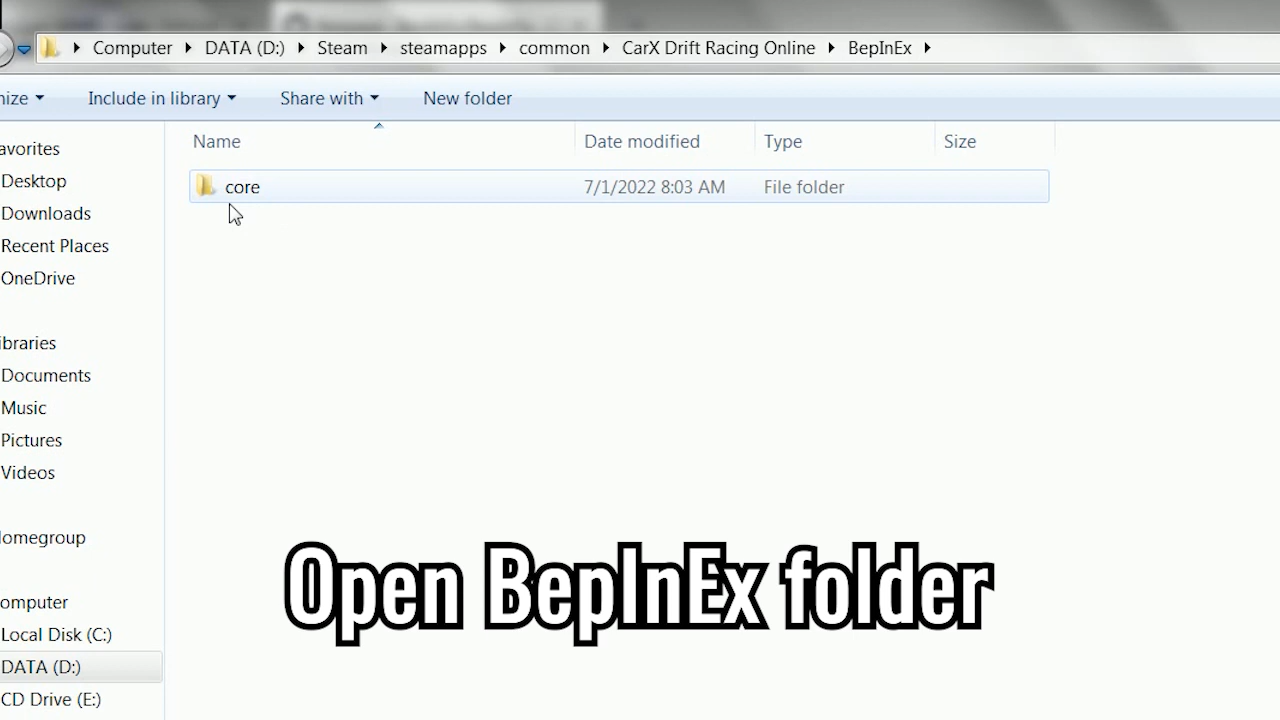 Computer DATA (D:) Steam steamapps common CarX Drift Racing Online BepInEx
nize Include in library Share with New folder
Name Date modified Type Size
avorites
core 7/1/2022 8:03 AM File folder
Desktop
Downloads
Recent Places
OneDrive
ibraries
Documents
Music
Pictures
Videos
omegroup
Open BepInEx folder
omputer
Local Disk (C:)
DATA (D:)
CD Drive (E:)